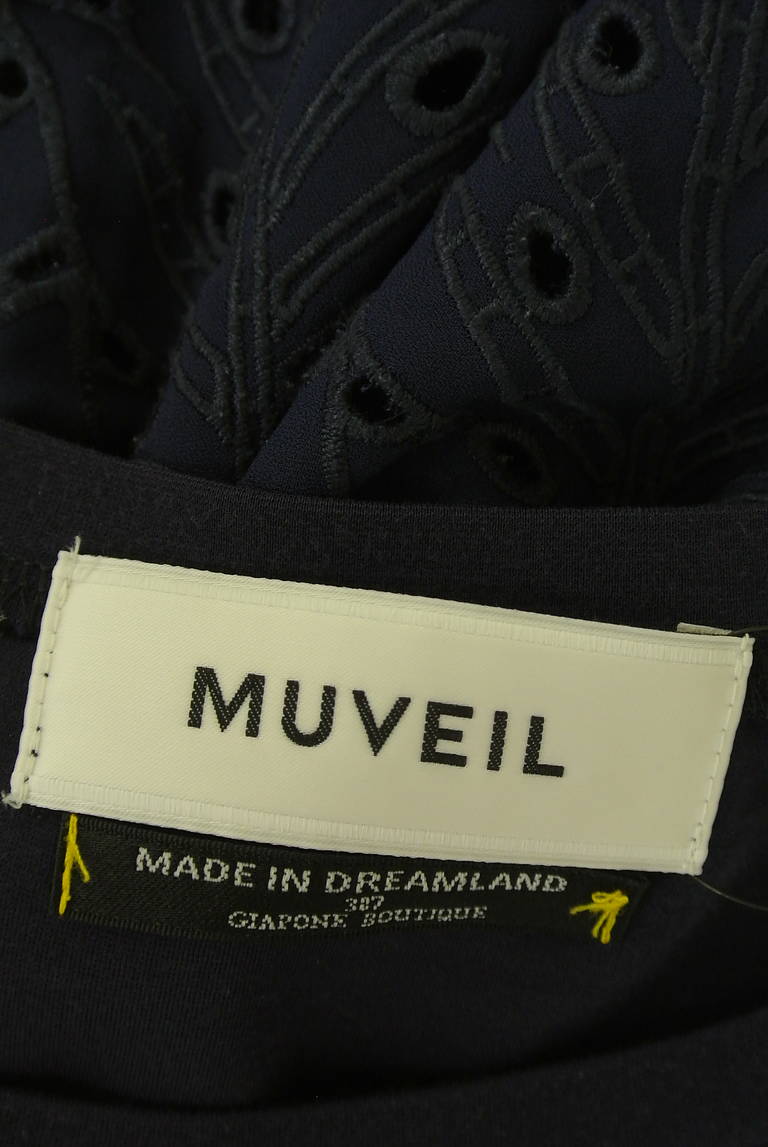 MUVEIL
MADE IN DREAMLAND
387
GIAPONE BOUTIQUE